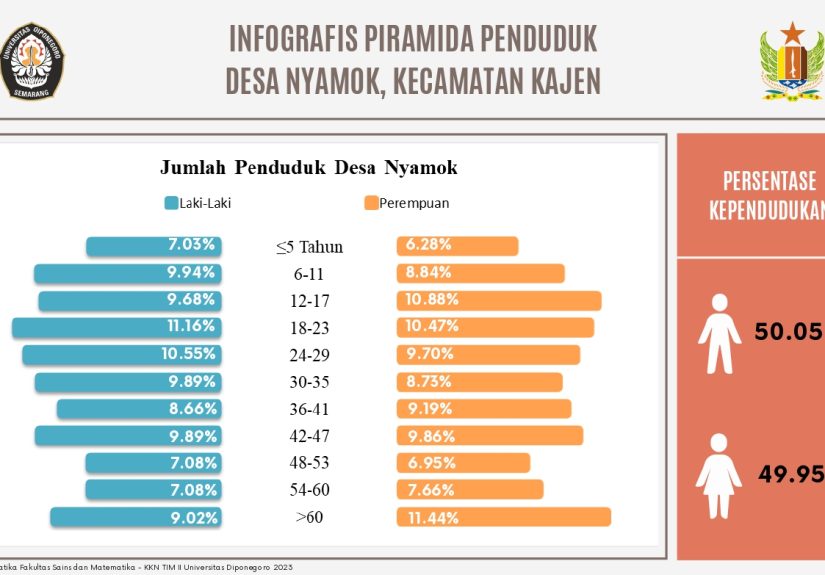 INFOGRAFIS PIRAMIDA PENDUDUK
DESA NYAMOK, KECAMATAN KAJEN
UNIVERSITAS DIPONEGORO
SEMARANG
Jumlah Penduduk Desa Nyamok
Laki-Laki Perempuan
7.03% ≤5 Tahun 6.28%
9.94% 6-11 8.84%
9.68% 12-17 10.88%
11.16% 18-23 10.47%
10.55% 24-29 9.70%
9.89% 30-35 8.73%
8.66% 36-41 9.19%
9.89% 42-47 9.86%
7.08% 48-53 6.95%
7.08% 54-60 7.66%
9.02% >60 11.44%
PERSENTASE
KEPENDUDUKAN
50.05
49.95
atika Fakultas Sains dan Matematika - KKN TIM II Universitas Diponegoro 2023